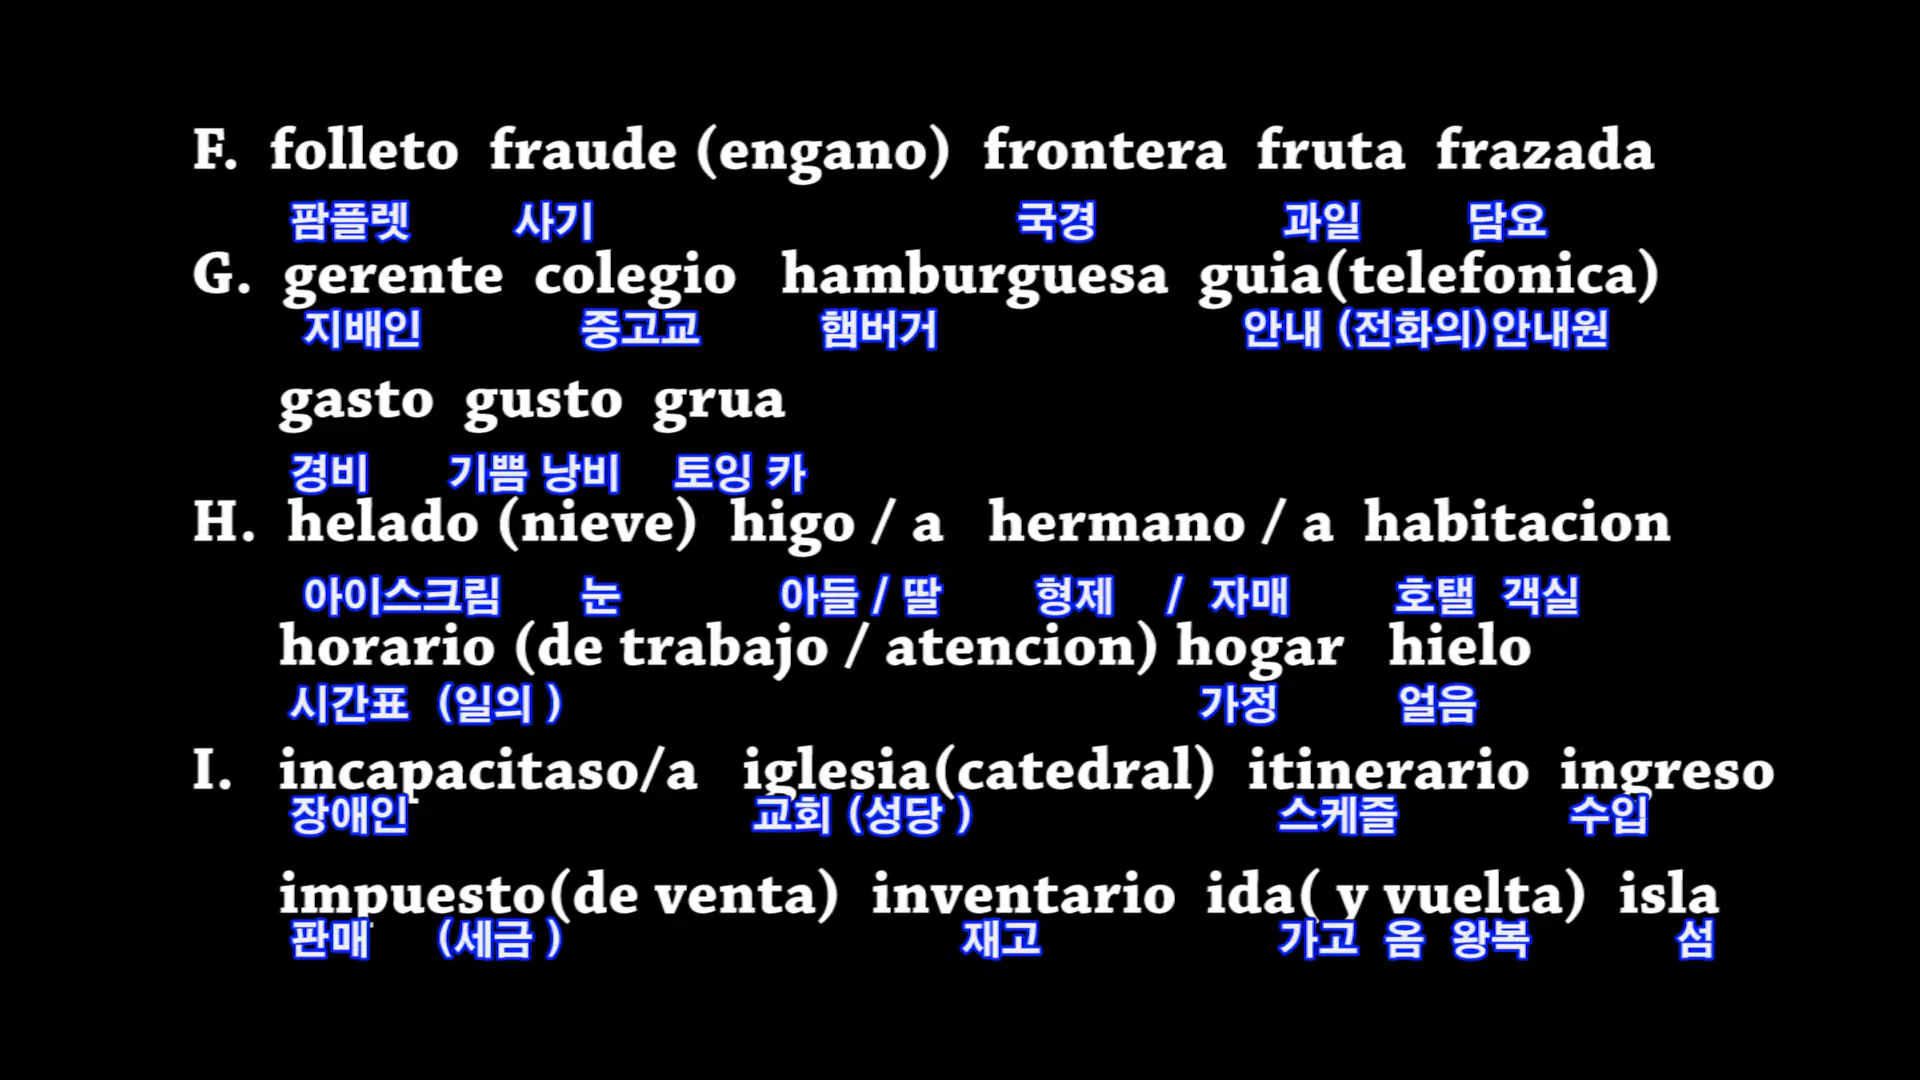 F. folleto fraude (engano) frontera fruta frazada
팜플렛 사기 국경 과일 담요
G. gerente colegio hamburguesa guia(telefonica)
지배인 중고교 햄버거 안내 (전화의)안내원
gasto gusto grua
경비 기쁨 낭비 토잉 카
H. helado (nieve) higo / a hermano / a habitacion
아이스크림 눈 아들 / 딸 형제 / 자매 호탤 객실
horario (de trabajo / atencion) hogar hielo
시간표 (일의 ) 가정 얼음
I. incapacitaso/a iglesia(catedral) itinerario ingreso
장애인 교회 (성당 ) 스케즐 수입
impuesto(de venta) inventario ida( y vuelta) isla
판매 (세금 ) 재고 가고 옴 왕복 섬